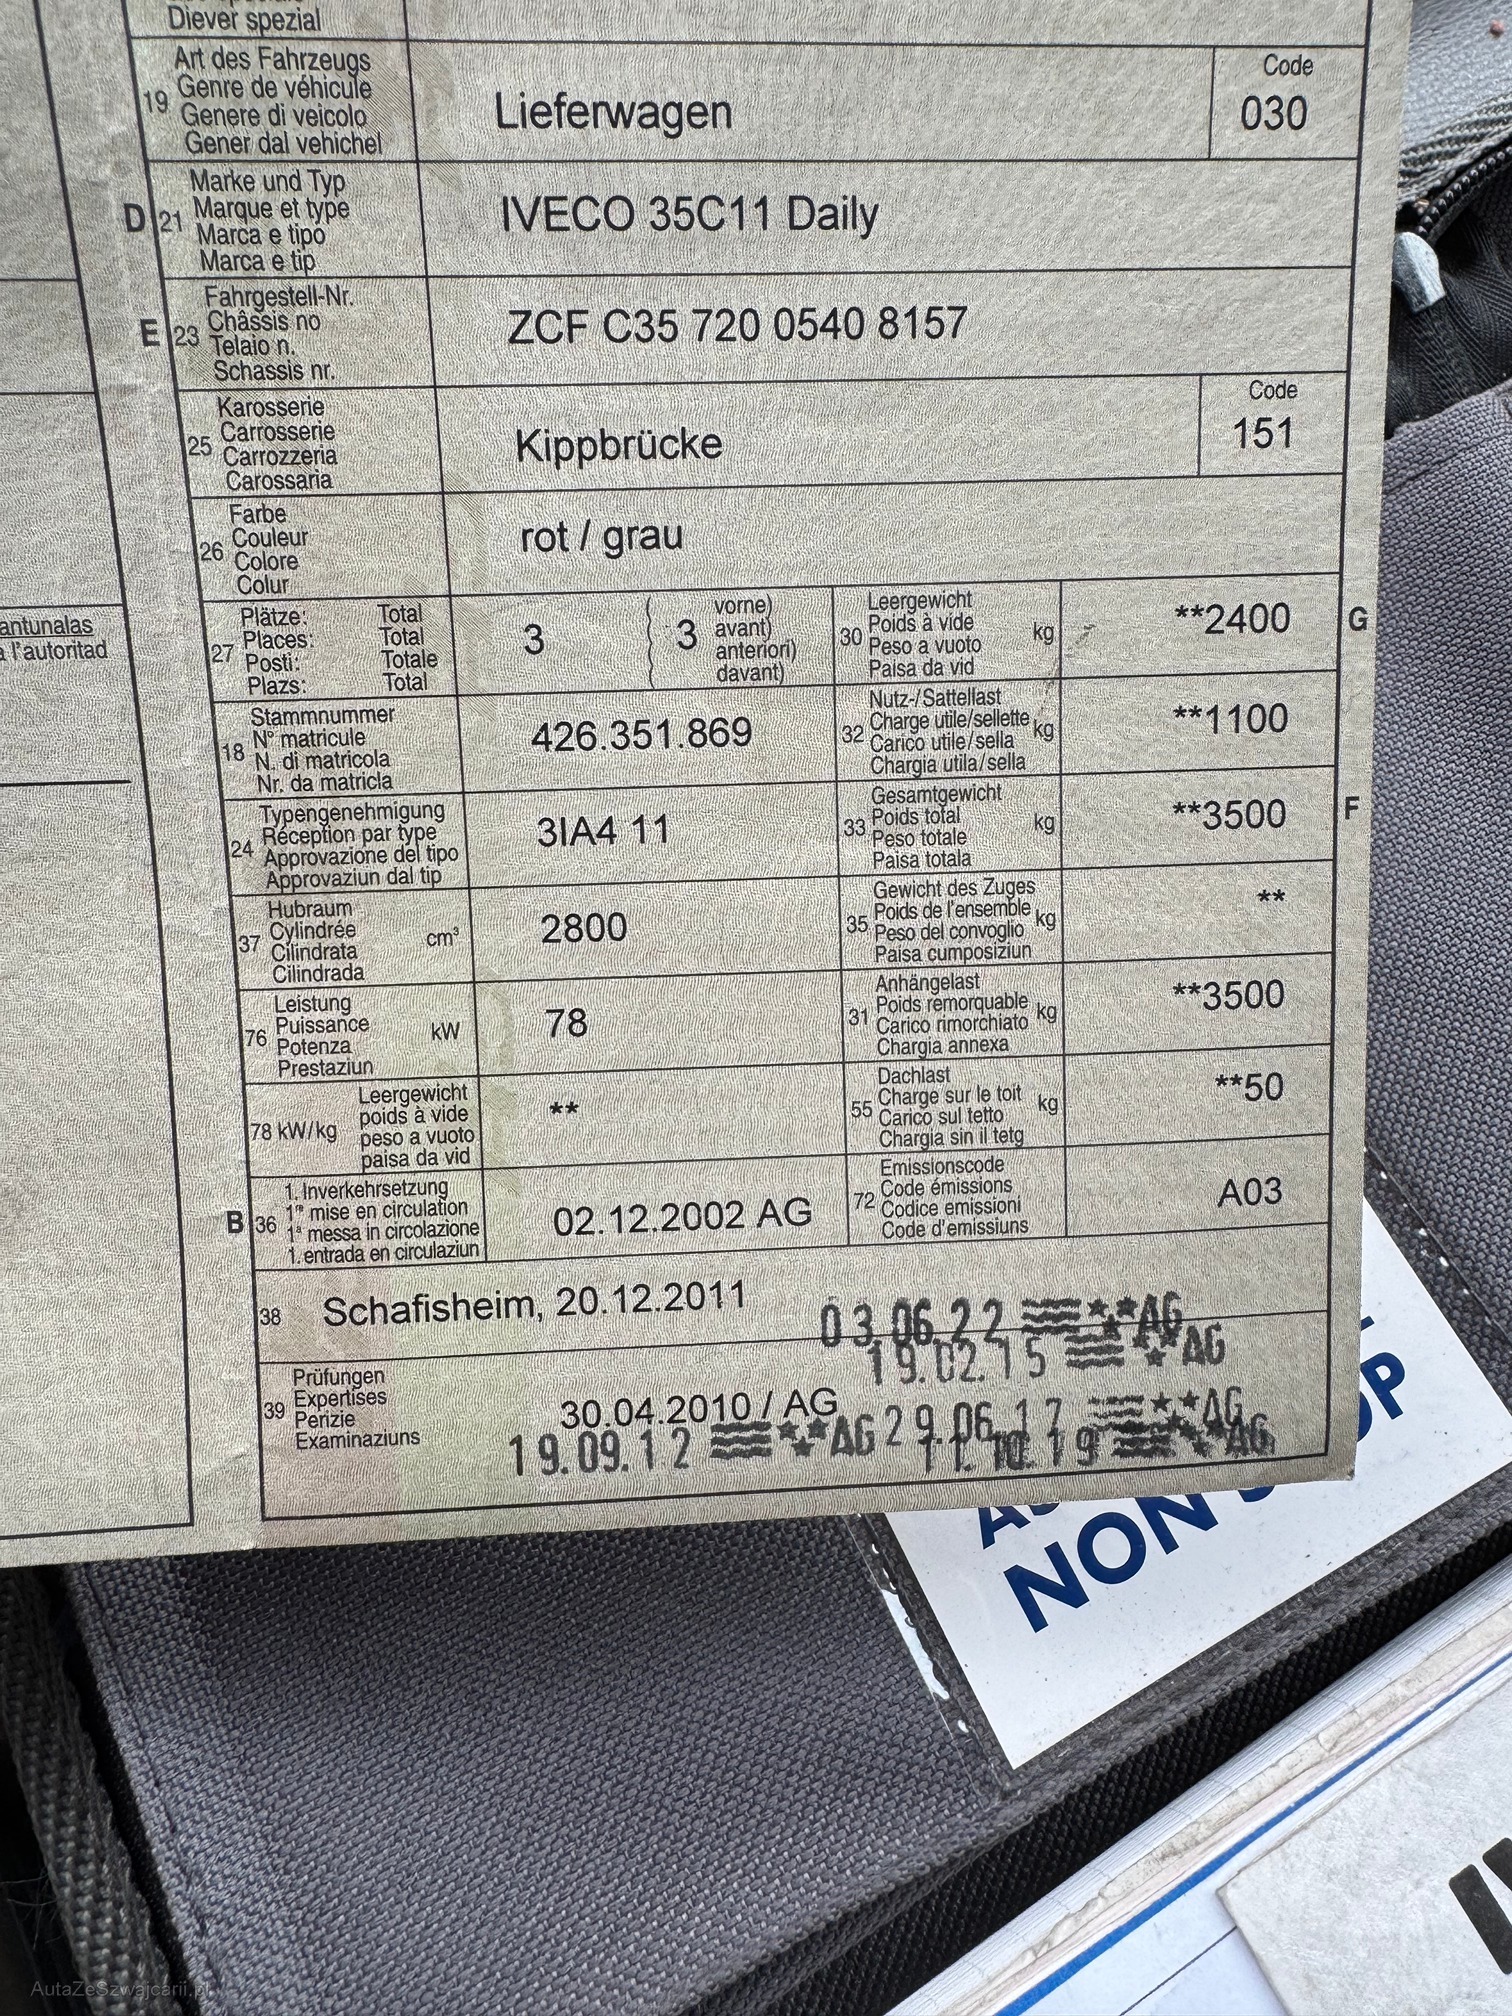 Diever spezial
Art des Fahrzeugs
Genre de véhicule
19 Genere di veicolo
Gener dal vehichel
Lieferwagen
Code
030
Marke und Typ
D 21 Marque et type
Marca e tipo
Marca e tip
IVECO 35C11 Daily
Fahrgestell-Nr.
E 23 Châssis no
Telaio n.
Schassis nr.
ZCF C35 720 0540 8157
Karosserie
25 Carrosserie
Carrozzeria
Carossaria
Kippbrücke
Code
151
Farbe
26 Couleur
Colore
Colur
rot / grau
antunalas
a l'autoritad
Plätze: Total
27 Places: Total
Posti: Totale
Plazs: Total
3
3
vorne)
avant)
anteriori)
davant)
Leergewicht
30 Poids à vide kg
Peso a vuoto
Paisa da vid
**2400
G
Stammnummer
18 N° matricule
N. di matricola
Nr. da matricla
426.351.869
Nutz-/Sattellast
32 Charge utile/sellette kg
Carico utile/sella
Chargia utila/sella
**1100
Typengenehmigung
24 Réception par type
Approvazione del tipo
Approvaziun dal tip
3IA4 11
Gesamtgewicht
33 Poids total kg
Peso totale
Paisa totala
**3500
F
Hubraum
37 Cylindrée cm³
Cilindrata
Cilindrada
2800
Gewicht des Zuges
35 Poids de l'ensemble kg
Peso del convoglio
Paisa cumposiziun
**
Leistung
76 Puissance kW
Potenza
Prestaziun
78
Anhängelast
31 Poids remorquable kg
Carico rimorchiato
Chargia annexa
**3500
Leergewicht
78 kW/kg poids à vide
peso a vuoto
paisa da vid
**
Dachlast
55 Charge sur le toit kg
Carico sul tetto
Chargia sin il tetg
**50
1. Inverkehrsetzung
B 36 1re mise en circulation
1a messa in circolazione
1. entrada en circulaziun
02.12.2002 AG
Emissionscode
72 Code émissions
Codice emissioni
Code d'emissiuns
A03
38 Schafisheim, 20.12.2011
03.06.22 AG
19.02.15 AG
Prüfungen
39 Expertises
Perizie
Examinaziuns
30.04.2010 / AG
19.09.12 AG 29.06.17 AG
11.10.19 AG
NON
OP
AutaZeSzwajcarii.pl